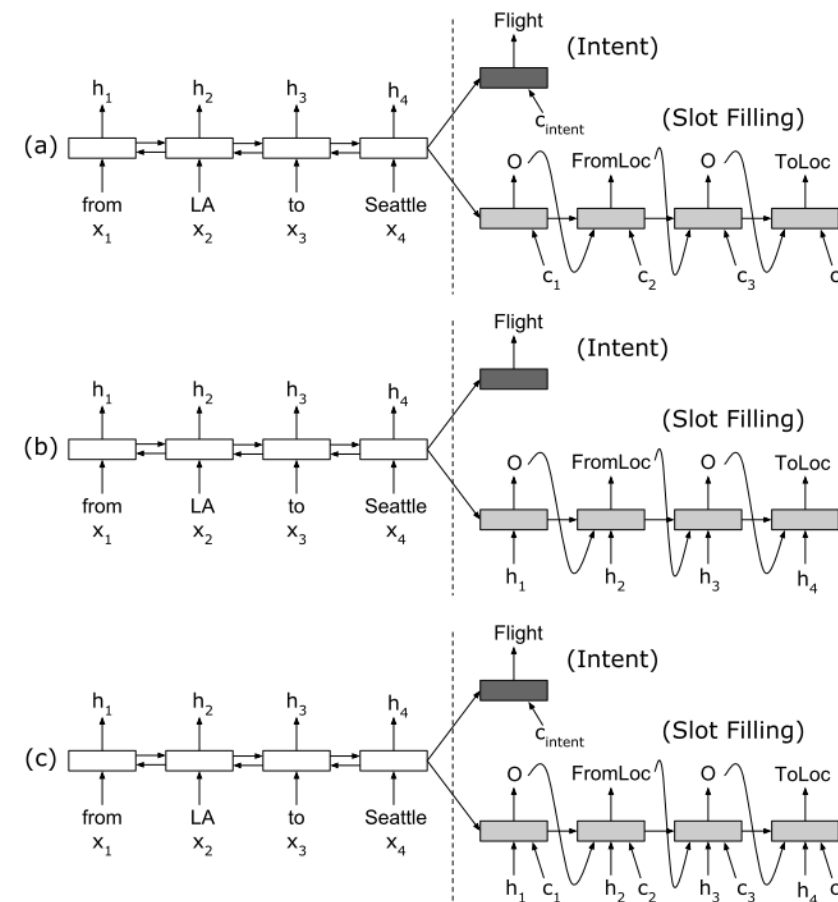 Flight
(Intent)
h1 h2 h3 h4
cintent
(Slot Filling)
(a)
O FromLoc O ToLoc
from LA to Seattle
x1 x2 x3 x4
c1 c2 c3 c
Flight
(Intent)
h1 h2 h3 h4
(Slot Filling)
(b)
O FromLoc O ToLoc
from LA to Seattle
x1 x2 x3 x4
h1 h2 h3 h4
Flight
(Intent)
h1 h2 h3 h4
cintent
(Slot Filling)
(c)
O FromLoc O ToLoc
from LA to Seattle
x1 x2 x3 x4
h1 c1 h2 c2 h3 c3 h4 c